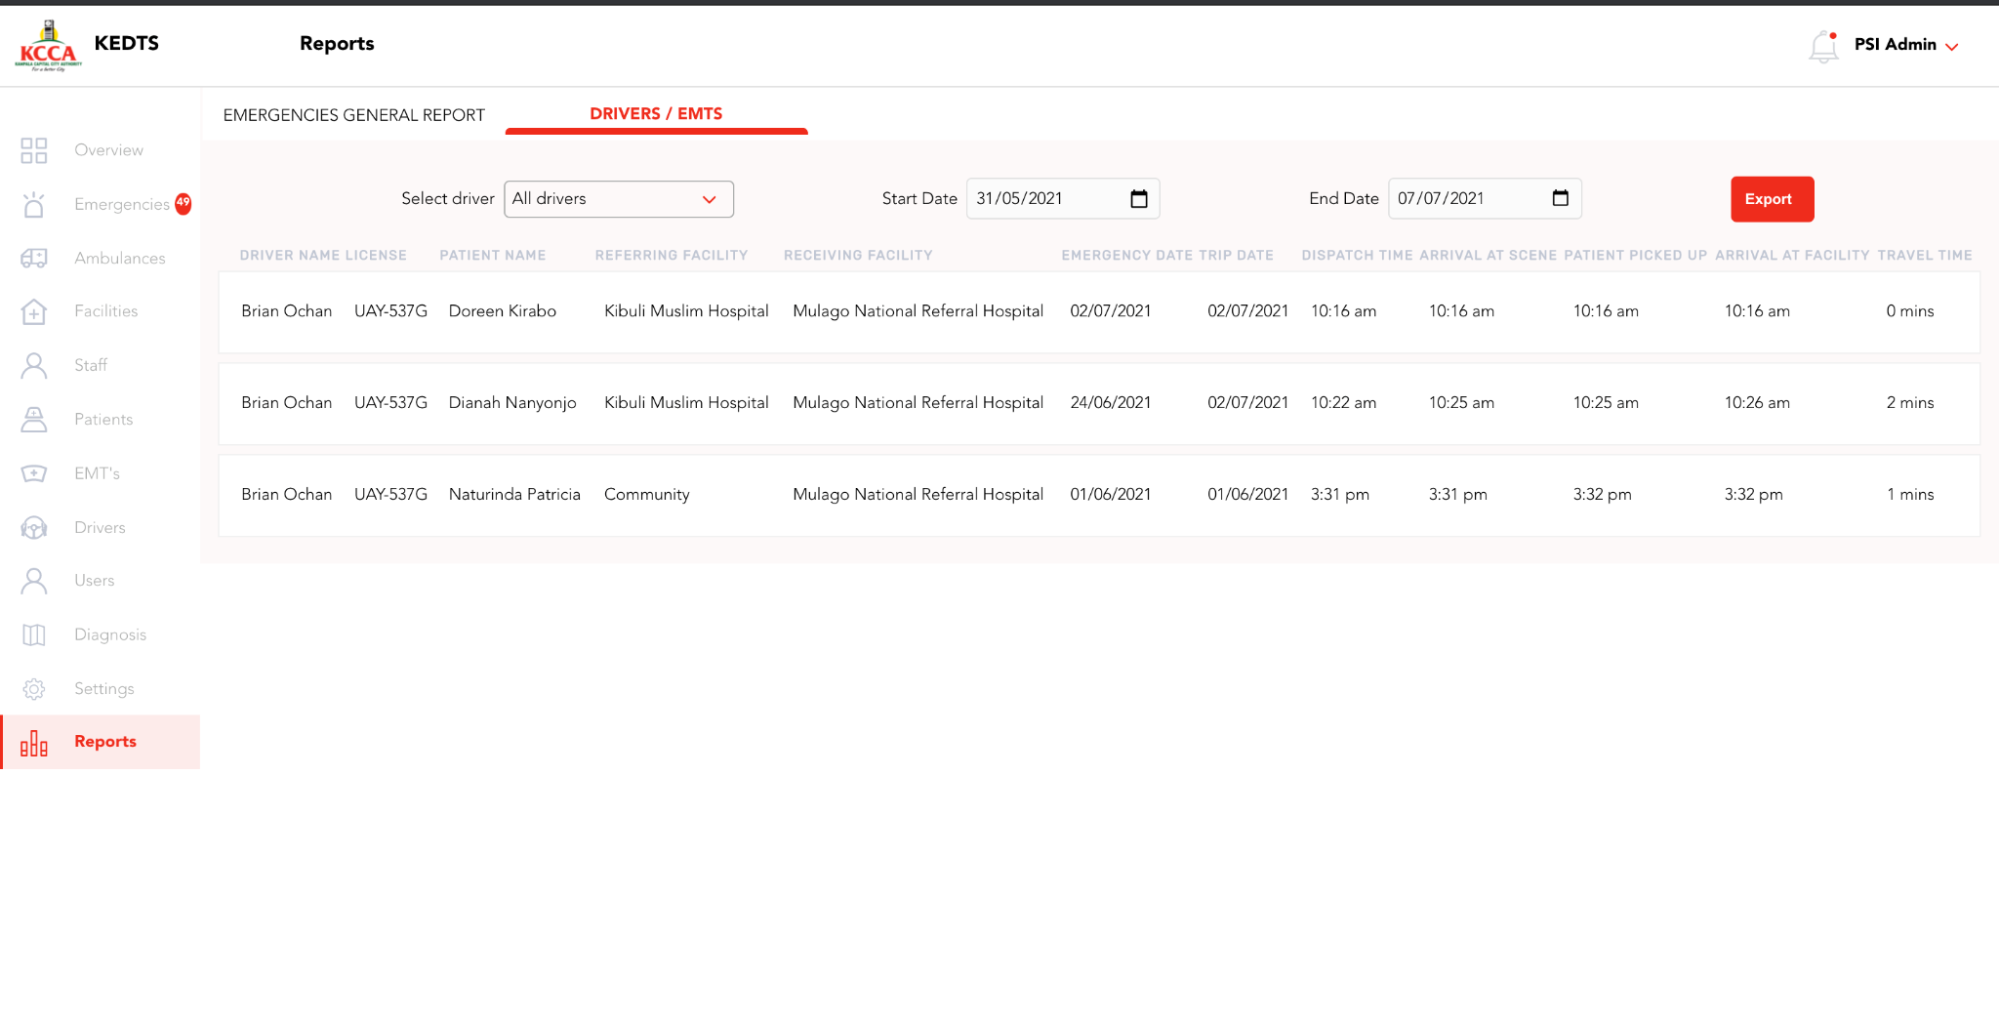 KCCA
KAMPALA CAPITAL CITY AUTHORITY
For a better City
KEDTS
Reports
PSI Admin
Overview
Emergencies 49
Ambulances
Facilities
Staff
Patients
EMT's
Drivers
Users
Diagnosis
Settings
Reports
EMERGENCIES GENERAL REPORT DRIVERS / EMTS
Select driver All drivers Start Date 31/05/2021 End Date 07/07/2021 Export
DRIVER NAME LICENSE PATIENT NAME REFERRING FACILITY RECEIVING FACILITY EMERGENCY DATE TRIP DATE DISPATCH TIME ARRIVAL AT SCENE PATIENT PICKED UP ARRIVAL AT FACILITY TRAVEL TIME
Brian Ochan UAY-537G Doreen Kirabo Kibuli Muslim Hospital Mulago National Referral Hospital 02/07/2021 02/07/2021 10:16 am 10:16 am 10:16 am 10:16 am 0 mins
Brian Ochan UAY-537G Dianah Nanyonjo Kibuli Muslim Hospital Mulago National Referral Hospital 24/06/2021 02/07/2021 10:22 am 10:25 am 10:25 am 10:26 am 2 mins
Brian Ochan UAY-537G Naturinda Patricia Community Mulago National Referral Hospital 01/06/2021 01/06/2021 3:31 pm 3:31 pm 3:32 pm 3:32 pm 1 mins